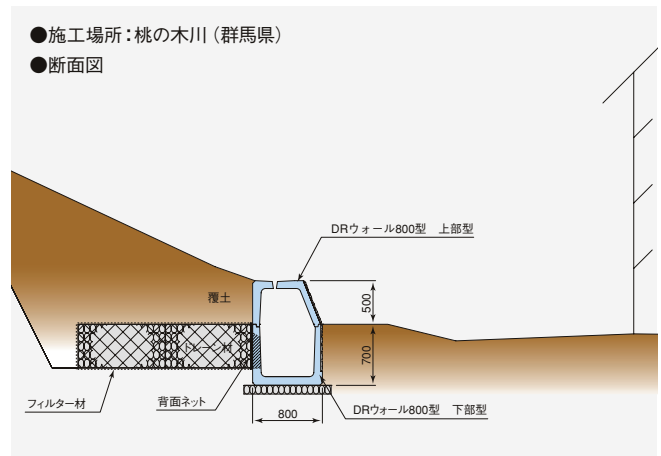 ●施工場所：桃の木川（群馬県）
●断面図
DRウォール800型 上部型
覆土
500
ドレーン材
700
フィルター材
背面ネット
800
DRウォール800型 下部型